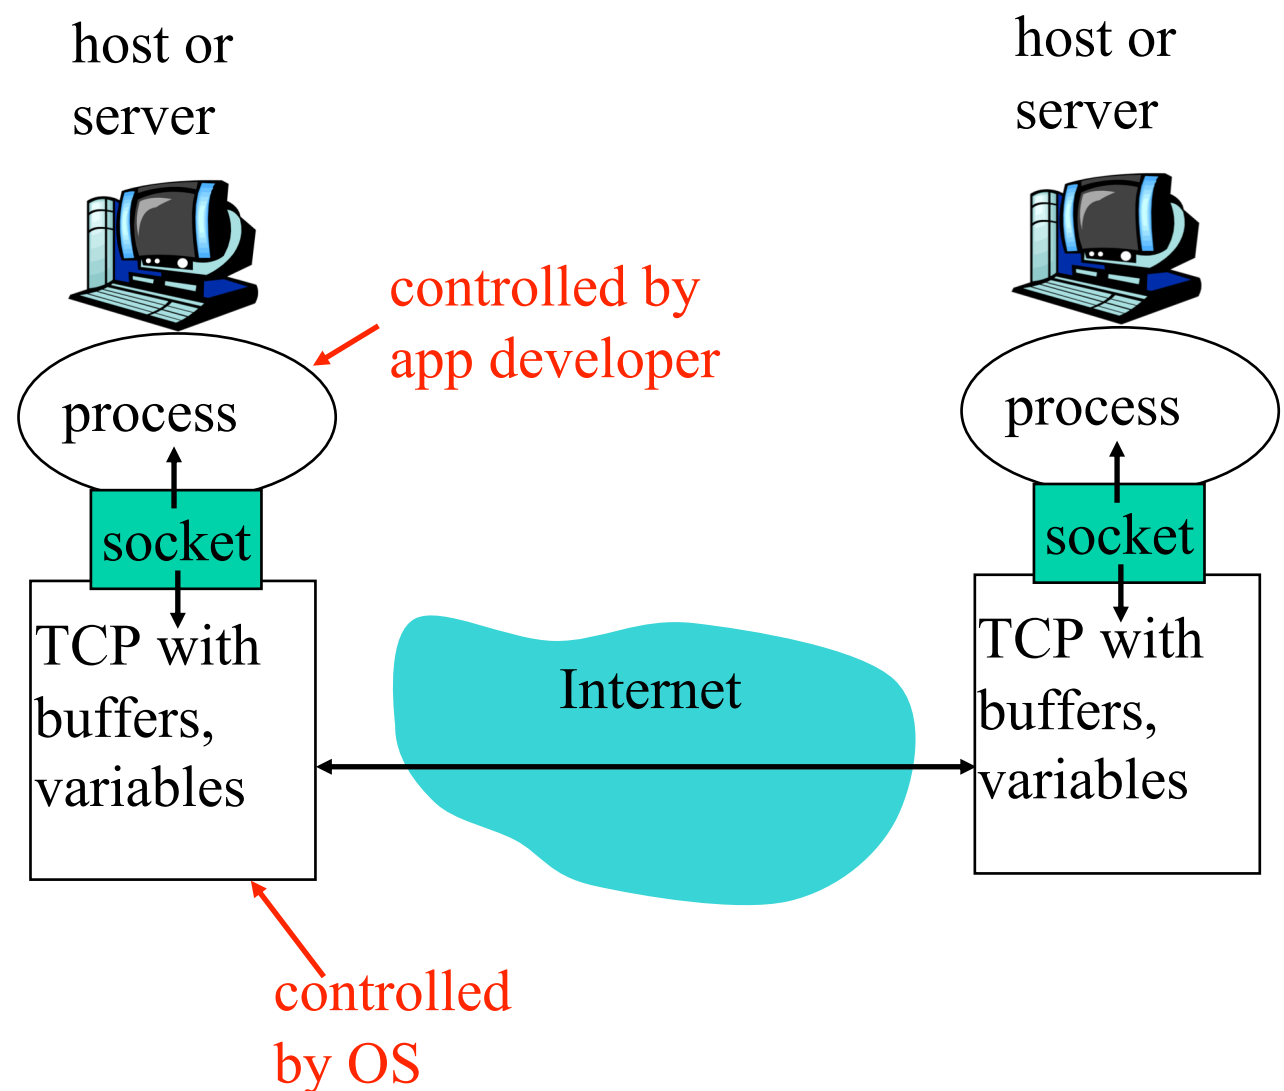 host or
server
host or
server
controlled by
app developer
process
process
socket
socket
TCP with
buffers,
variables
Internet
TCP with
buffers,
variables
controlled
by OS